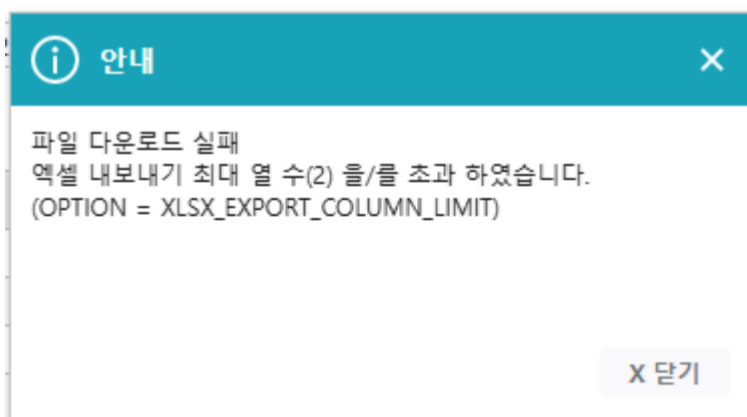 안내
파일 다운로드 실패
엑셀 내보내기 최대 열 수(2) 을/를 초과 하였습니다.
(OPTION = XLSX_EXPORT_COLUMN_LIMIT)
X 닫기